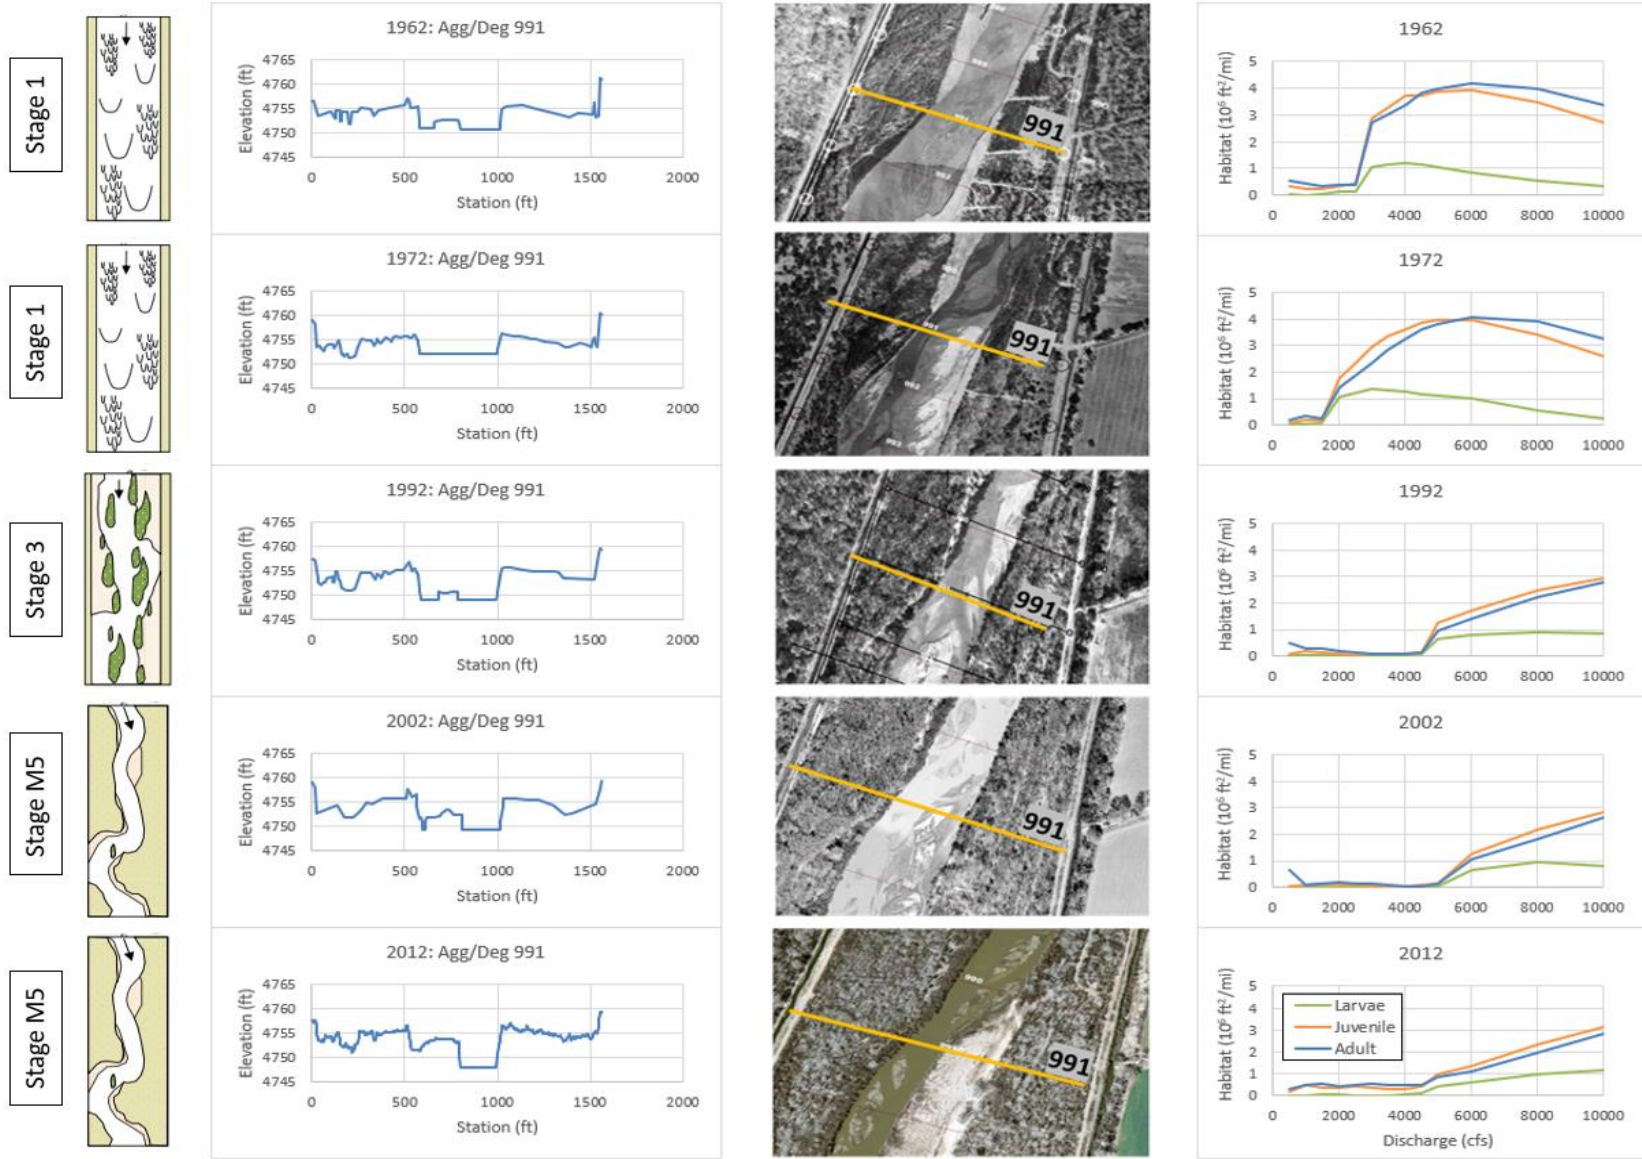 Stage 1
1962: Agg/Deg 991
Elevation (ft)
4765
4760
4755
4750
4745
0 500 1000 1500 2000
Station (ft)
991
1962
Habitat (10⁶ ft²/mi)
5
4
3
2
1
0
0 2000 4000 6000 8000 10000
Stage 1
1972: Agg/Deg 991
Elevation (ft)
4765
4760
4755
4750
4745
0 500 1000 1500 2000
Station (ft)
991
1972
Habitat (10⁶ ft²/mi)
5
4
3
2
1
0
0 2000 4000 6000 8000 10000
Stage 3
1992: Agg/Deg 991
Elevation (ft)
4765
4760
4755
4750
4745
0 500 1000 1500 2000
Station (ft)
991
1992
Habitat (10⁶ ft²/mi)
5
4
3
2
1
0
0 2000 4000 6000 8000 10000
Stage M5
2002: Agg/Deg 991
Elevation (ft)
4765
4760
4755
4750
4745
0 500 1000 1500 2000
Station (ft)
991
2002
Habitat (10⁶ ft²/mi)
5
4
3
2
1
0
0 2000 4000 6000 8000 10000
Stage M5
2012: Agg/Deg 991
Elevation (ft)
4765
4760
4755
4750
4745
0 500 1000 1500 2000
Station (ft)
990
991
2012
Habitat (10⁶ ft²/mi)
5
4
3
2
1
0
Larvae
Juvenile
Adult
0 2000 4000 6000 8000 10000
Discharge (cfs)